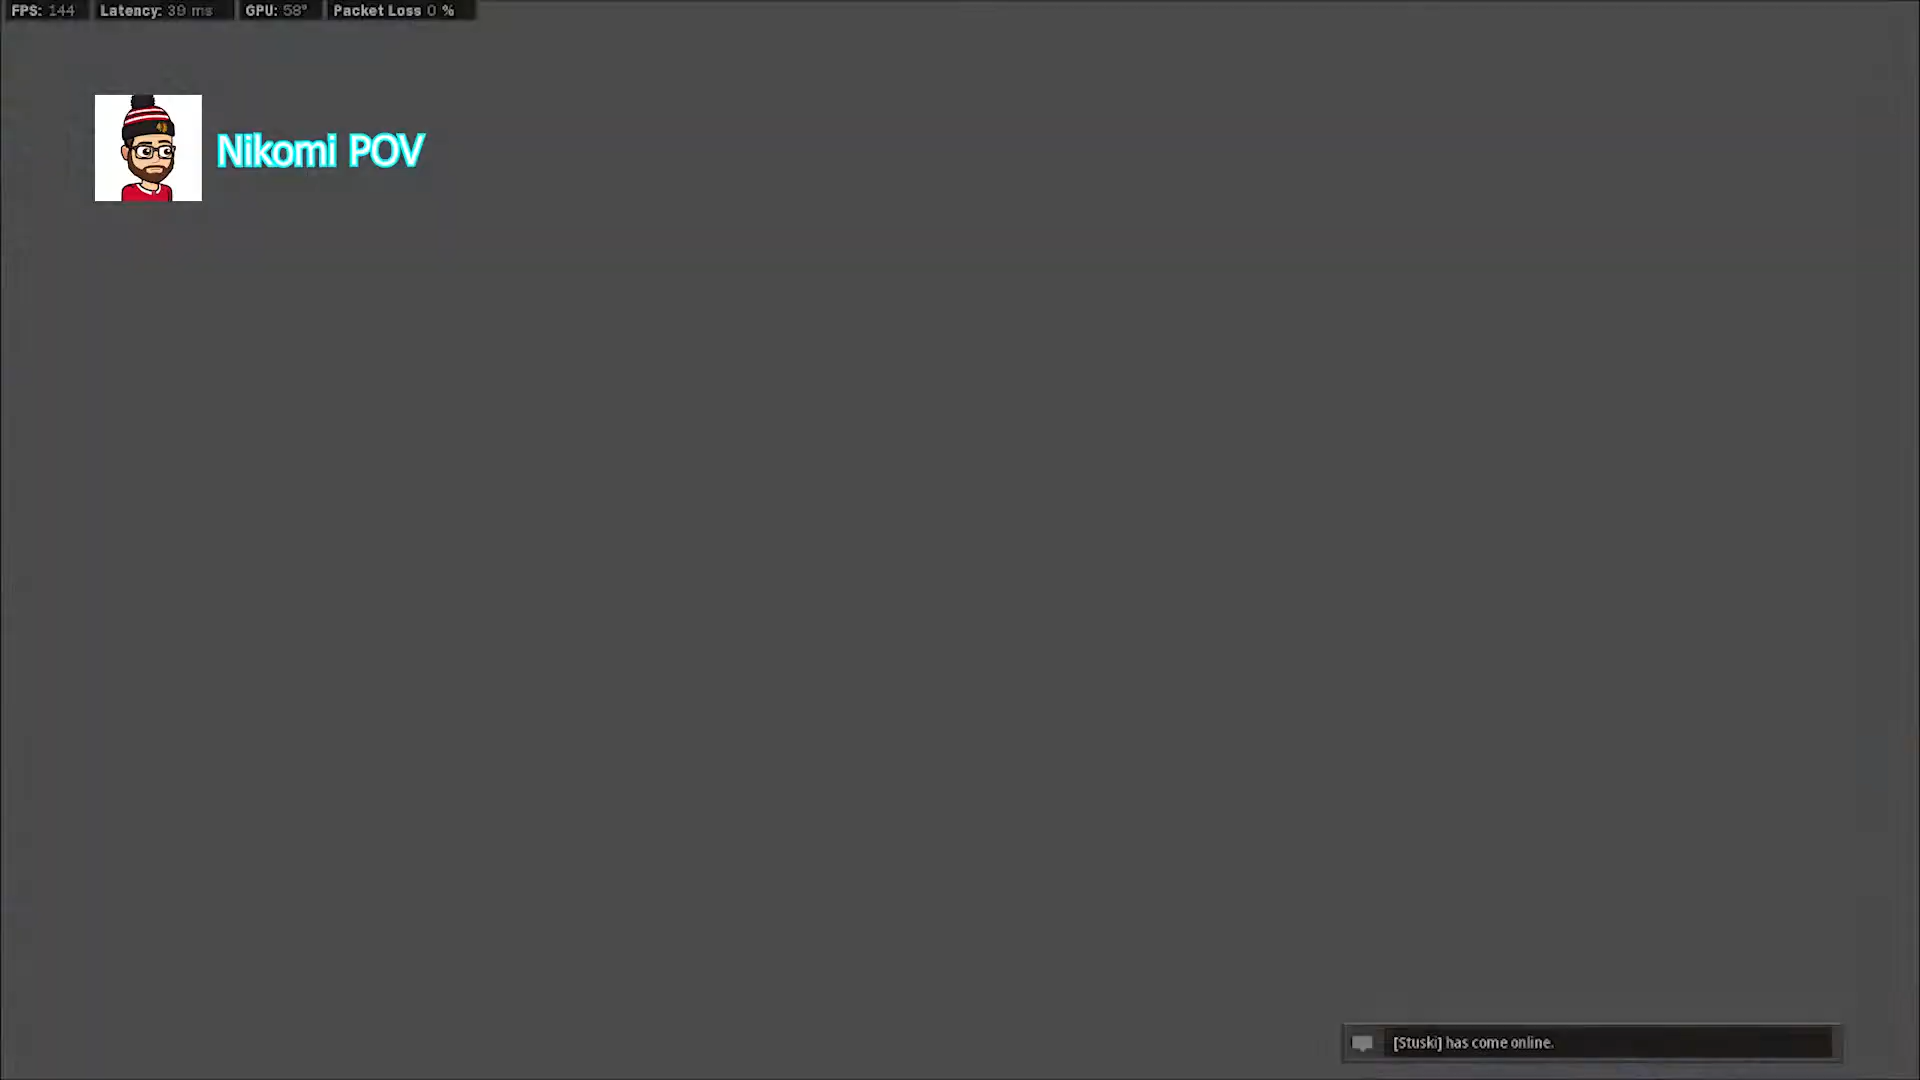 FPS: 144 Latency: 39 ms GPU: 58° Packet Loss 0 %
Nikomi POV
[Stuski] has come online.